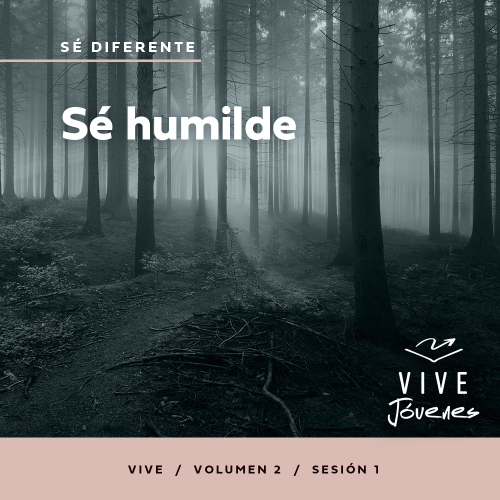 SÉ DIFERENTE
Sé humilde
VIVE
Jóvenes
VIVE / VOLUMEN 2 / SESIÓN 1